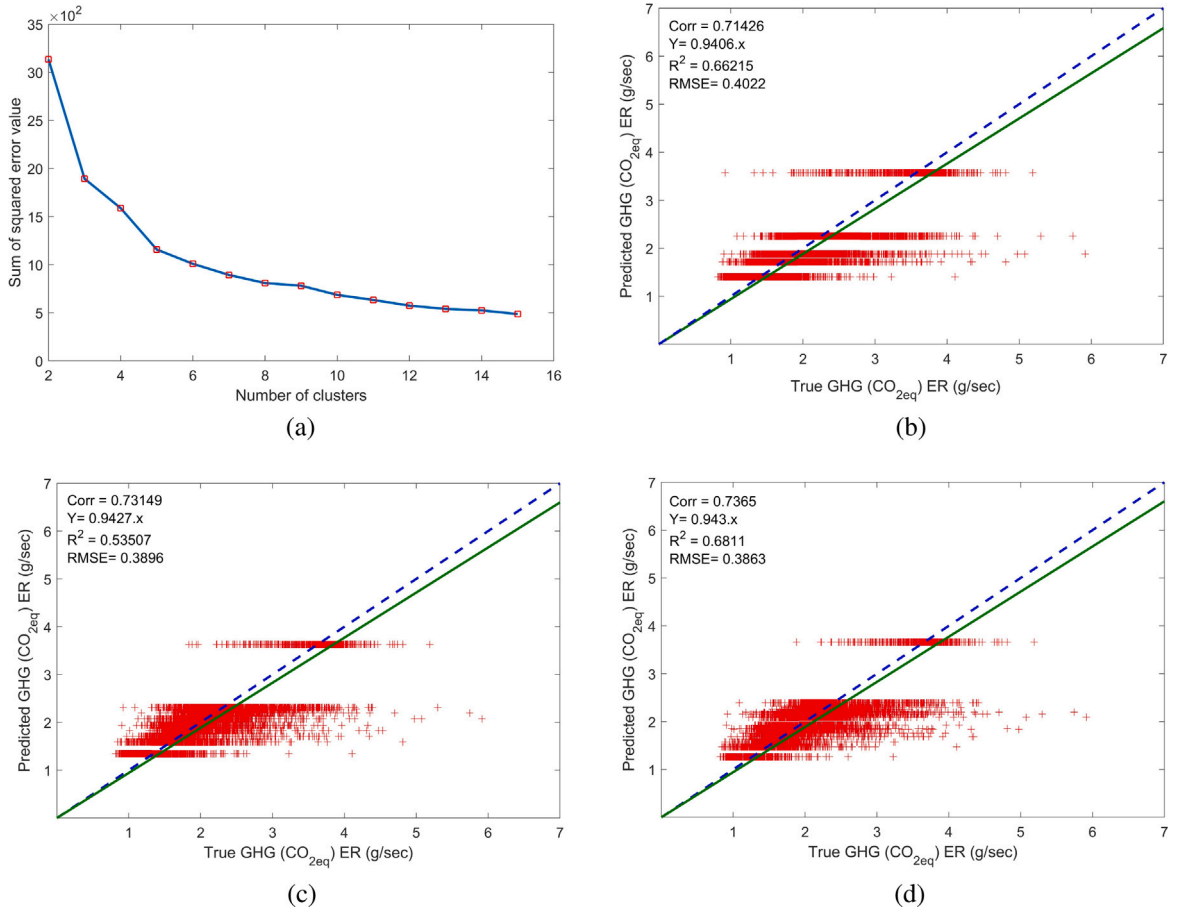 ×10²
35
30
20
10
5
0
2
4
6
8
10
12
14
16
Sum of squared error value
Number of clusters
(a)
7
6
5
4
3
2
1
1
2
3
4
5
6
7
Corr = 0.71426
Y= 0.9406.x
R² = 0.66215
RMSE= 0.4022
Predicted GHG (CO₂eq) ER (g/sec)
True GHG (CO₂eq) ER (g/sec)
(b)
7
6
5
4
3
2
1
1
2
3
4
5
6
7
Corr = 0.73149
Y= 0.9427.x
R² = 0.53507
RMSE= 0.3896
Predicted GHG (CO₂eq) ER (g/sec)
True GHG (CO₂eq) ER (g/sec)
(c)
7
6
5
4
3
2
1
1
2
3
4
5
6
7
Corr = 0.7365
Y= 0.943.x
R² = 0.6811
RMSE= 0.3863
Predicted GHG (CO₂eq) ER (g/sec)
True GHG (CO₂eq) ER (g/sec)
(d)